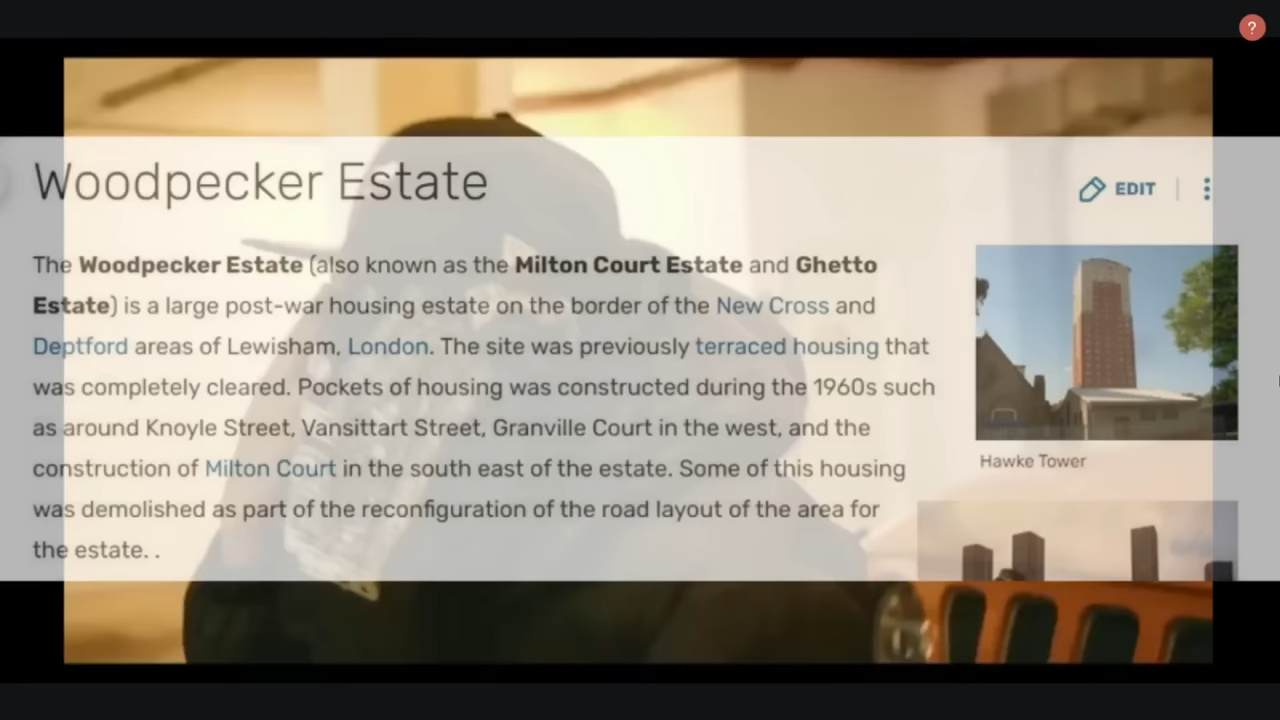 ?
Woodpecker Estate
EDIT
The Woodpecker Estate (also known as the Milton Court Estate and Ghetto
Estate) is a large post-war housing estate on the border of the New Cross and
Deptford areas of Lewisham, London. The site was previously terraced housing that
was completely cleared. Pockets of housing was constructed during the 1960s such
as around Knoyle Street, Vansittart Street, Granville Court in the west, and the
construction of Milton Court in the south east of the estate. Some of this housing
was demolished as part of the reconfiguration of the road layout of the area for
the estate. .
Hawke Tower